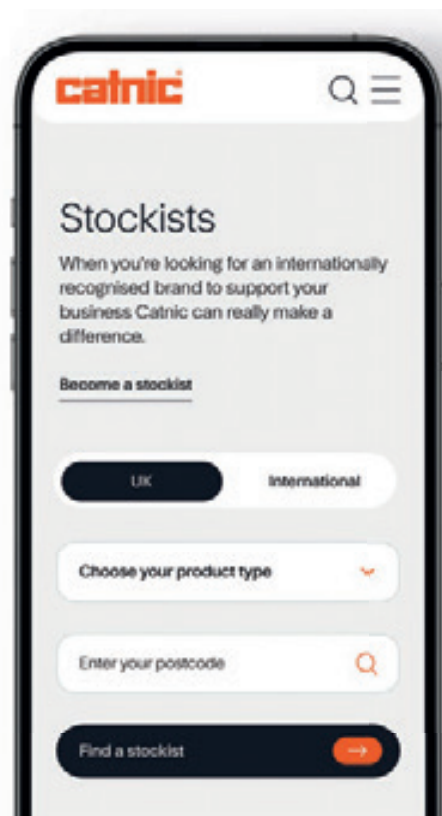 catnic
Stockists
When you're looking for an internationally
recognised brand to support your
business Catnic can really make a
difference.
Become a stockist
UK International
Choose your product type
Enter your postcode
Find a stockist